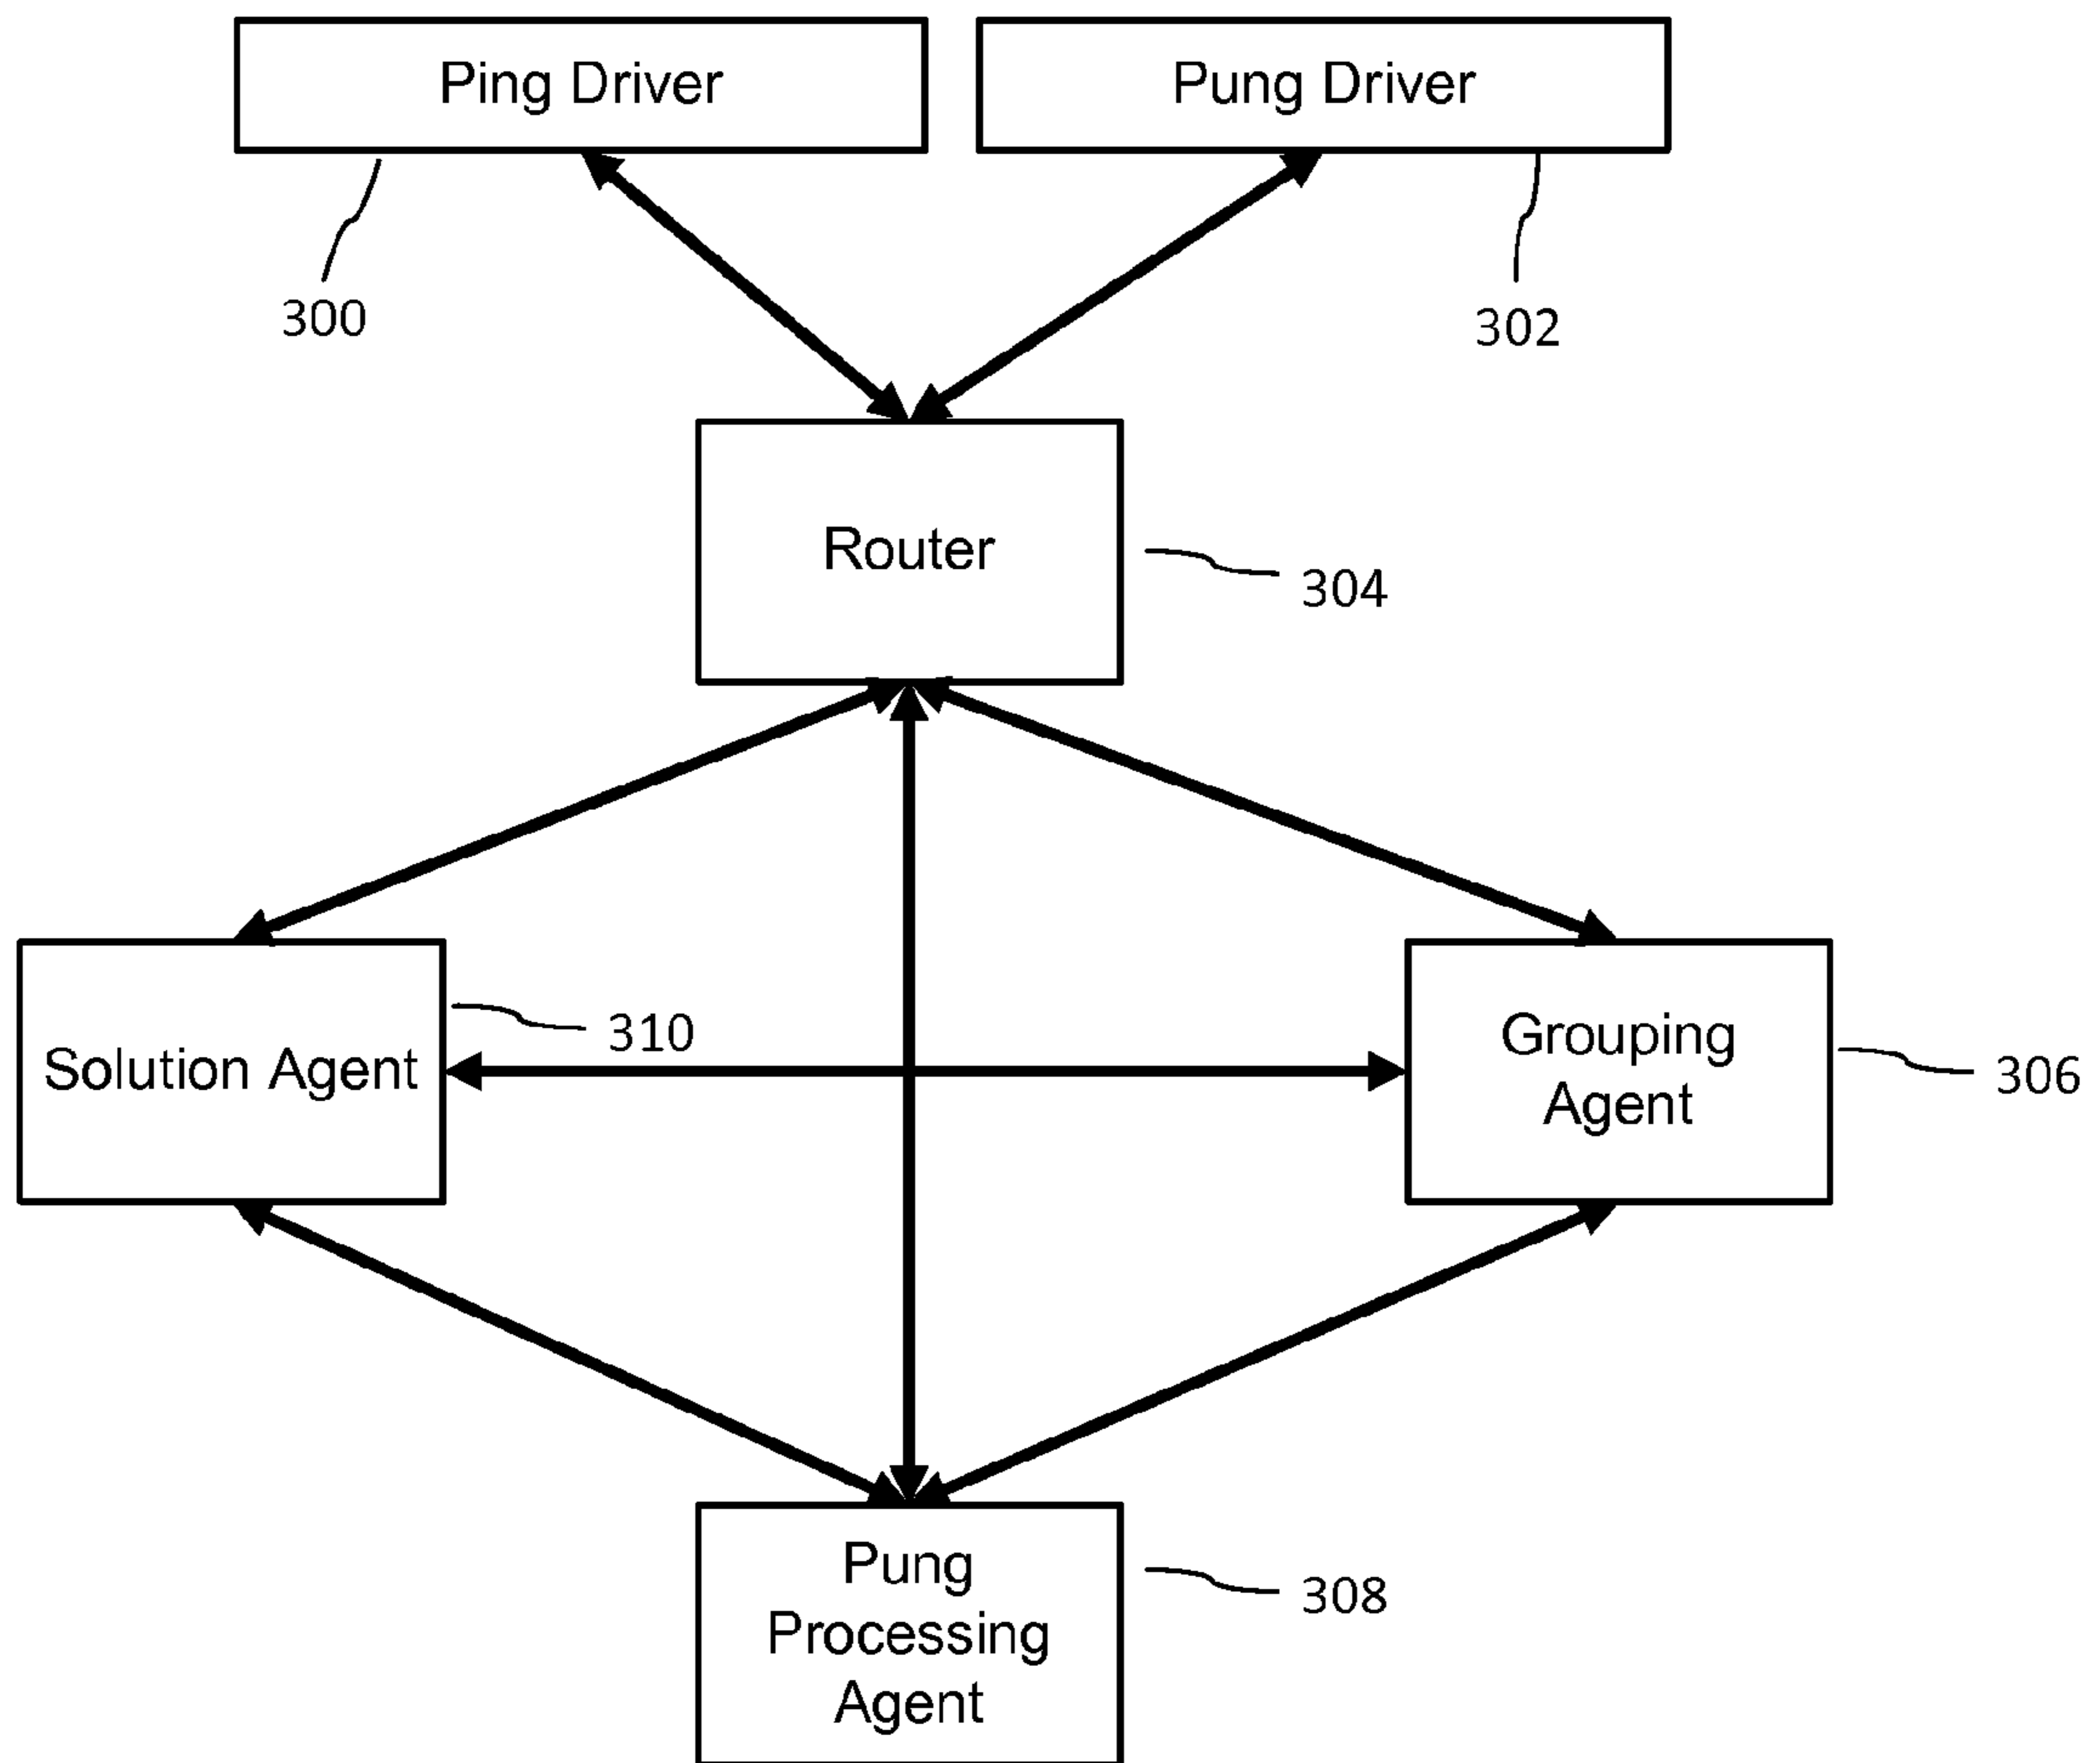 Ping Driver
Pung Driver
300
302
Router
304
Solution Agent
310
Grouping
Agent
306
Pung
Processing
Agent
308